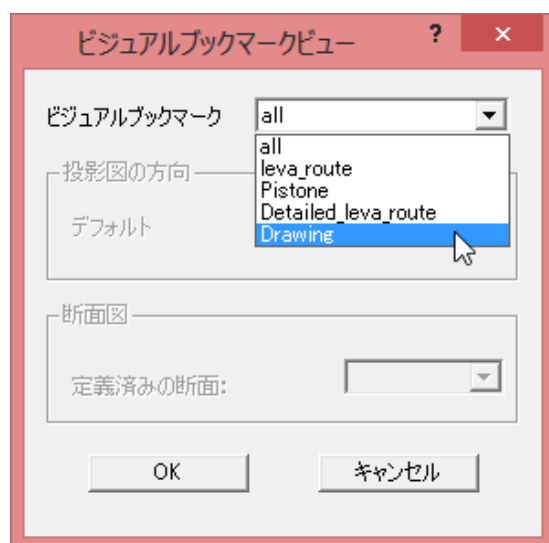 ビジュアルブックマークビュー ? ×
ビジュアルブックマーク all
all
leva_route
Pistone
Detailed_leva_route
Drawing
投影図の方向
デフォルト
断面図
定義済みの断面:
OK キャンセル